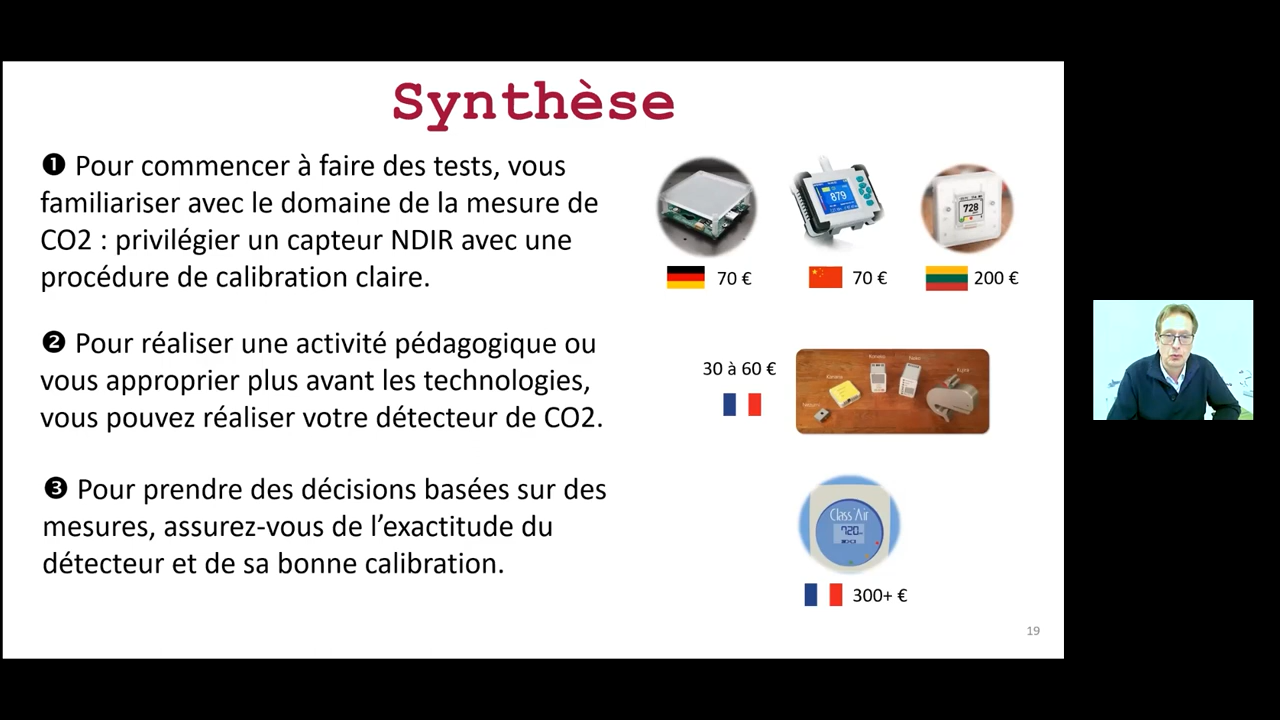 Synthèse
❶ Pour commencer à faire des tests, vous
familiariser avec le domaine de la mesure de
CO2 : privilégier un capteur NDIR avec une
procédure de calibration claire.
879
728
70 €
70 €
200 €
❷ Pour réaliser une activité pédagogique ou
vous approprier plus avant les technologies,
vous pouvez réaliser votre détecteur de CO2.
30 à 60 €
❸ Pour prendre des décisions basées sur des
mesures, assurez-vous de l’exactitude du
détecteur et de sa bonne calibration.
Class'Air
720
300+ €
19